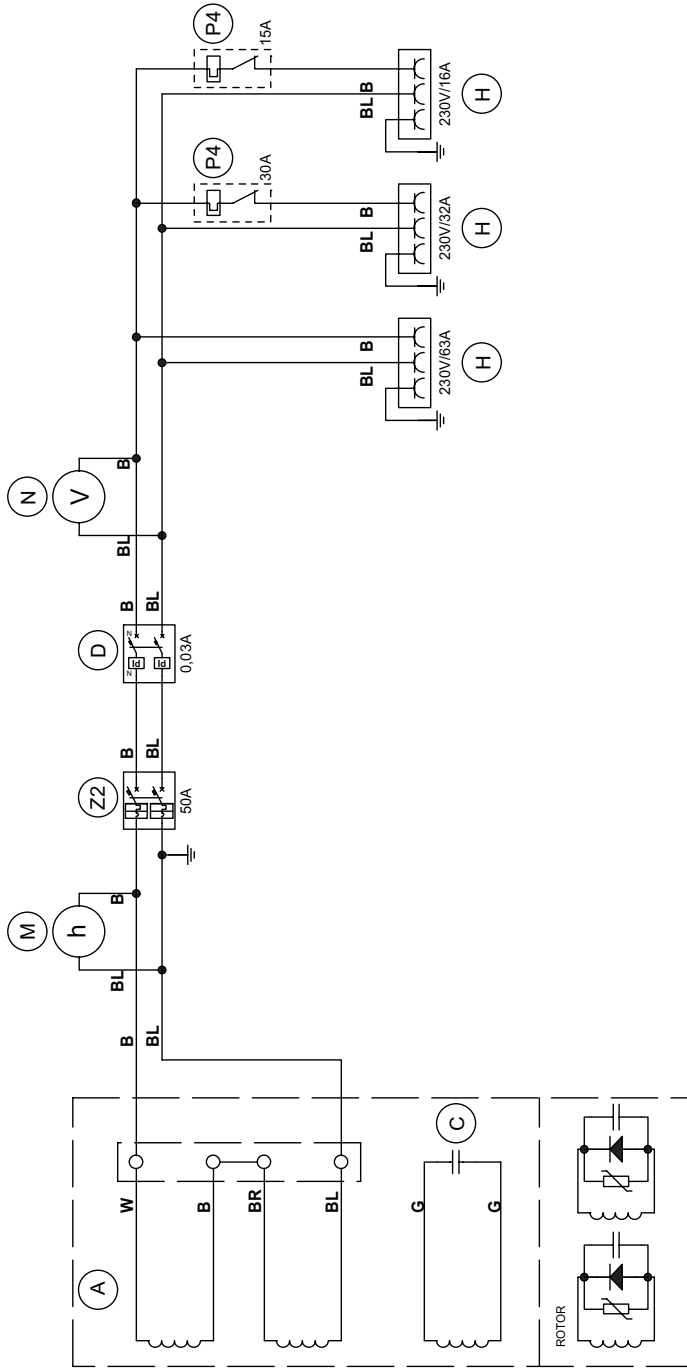 M
N
h
V
A
Z2
D
BL
B
BL
B
W
B
B
B
N
N
Id
Id
BL
BL
BL
50A
0,03A
B
P4
P4
BR
30A
15A
BL
BL B
BL B
BL B
G
230V/63A
230V/32A
230V/16A
C
H
H
H
G
ROTOR